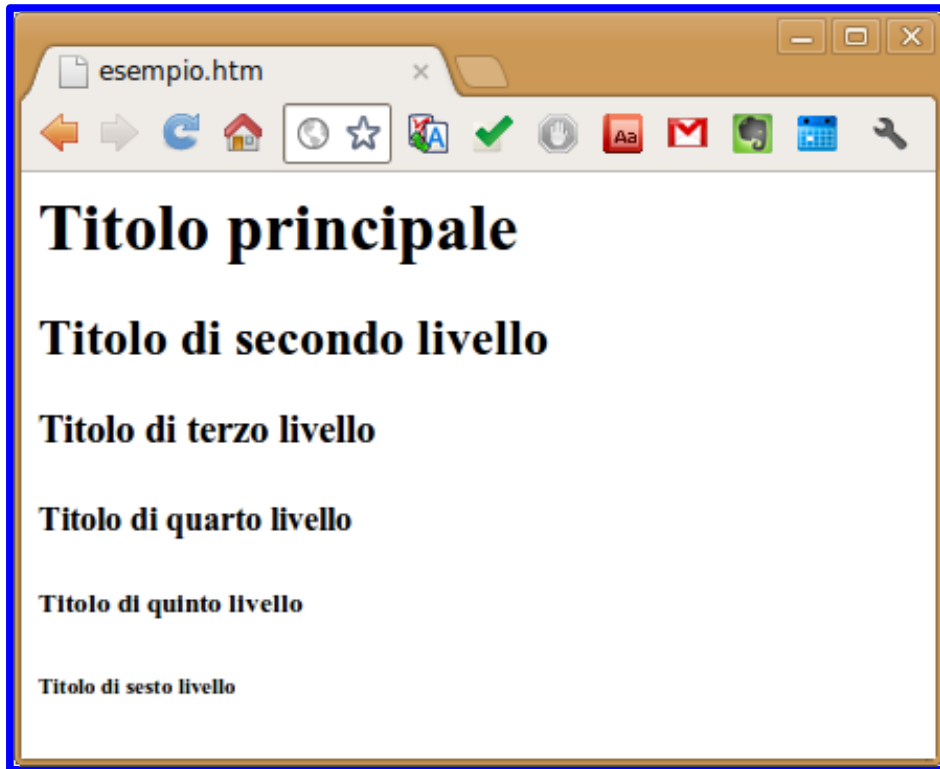 esempio.htm
Aa
Titolo principale
Titolo di secondo livello
Titolo di terzo livello
Titolo di quarto livello
Titolo di quinto livello
Titolo di sesto livello